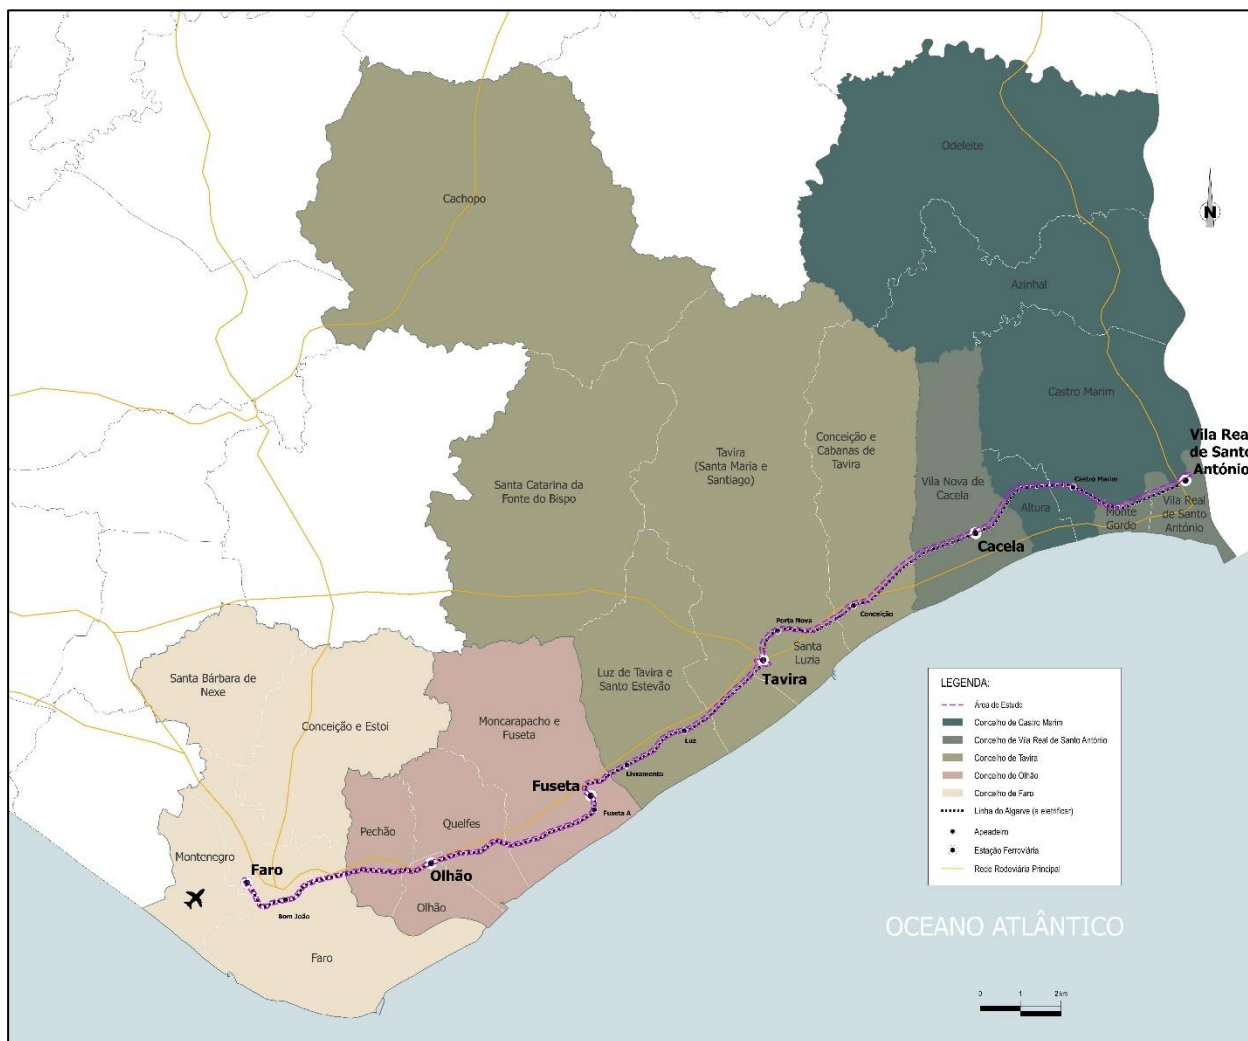 Odeleite
Cachopo
N
Azinhal
Castro Marim
Conceição e
Cabanas de
Tavira
Tavira
(Santa Maria e
Santiago)
Vila Real
de Santo
António
Santa Catarina da
Fonte do Bispo
Vila Nova de
Cacela
Castro Marim
Altura
Monte
Gordo
Vila Real
de Santo
António
Cacela
Conceição
Porta Nova
Santa
Luzia
Tavira
Luz de Tavira e
Santo Estevão
Santa Bárbara de
Nexe
Conceição e Estoi
Moncarapacho e
Fuseta
Luz
Livramento
Fuseta
Fuseta A
Quelfes
Pechão
Montenegro
Faro
Olhão
Bom João
Olhão
Faro
LEGENDA:
Área de Estudo
Concelho de Castro Marim
Concelho de Vila Real de Santo António
Concelho de Tavira
Concelho de Olhão
Concelho de Faro
Linha do Algarve (a eletrificar)
Apeadeiro
Estação Ferroviária
Rede Rodoviária Principal
OCEANO ATLÂNTICO
0 1 2 km